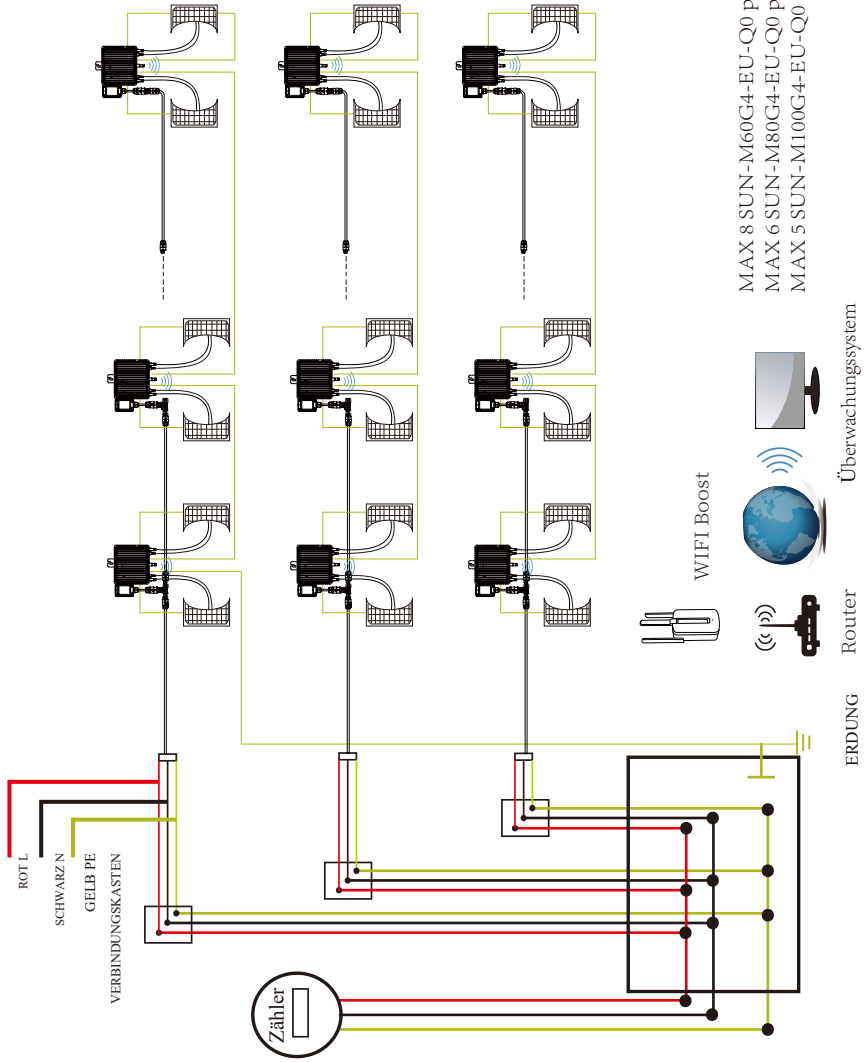 ROT L
SCHWARZ N
GELB PE
VERBINDUNGSKASTEN
Zähler
WIFI Boost
Router
ERDUNG
Überwachungssystem
MAX 8 SUN-M60G4-EU-Q0 p
MAX 6 SUN-M80G4-EU-Q0 p
MAX 5 SUN-M100G4-EU-Q0